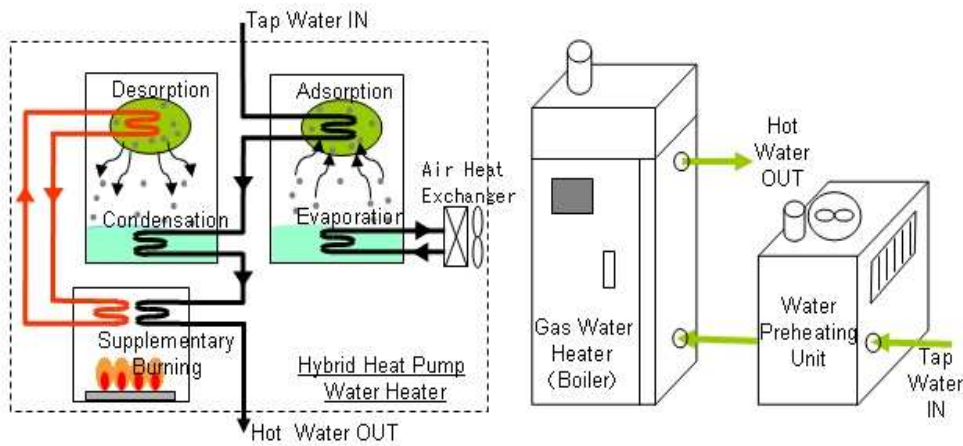 Tap Water IN
Desorption
Adsorption
Air Heat
Exchanger
Condensation
Evaporation
Supplementary
Burning
Hybrid Heat Pump
Water Heater
Hot Water OUT
Hot
Water
OUT
Gas Water
Heater
(Boiler)
Water
Preheating
Unit
Tap
Water
IN